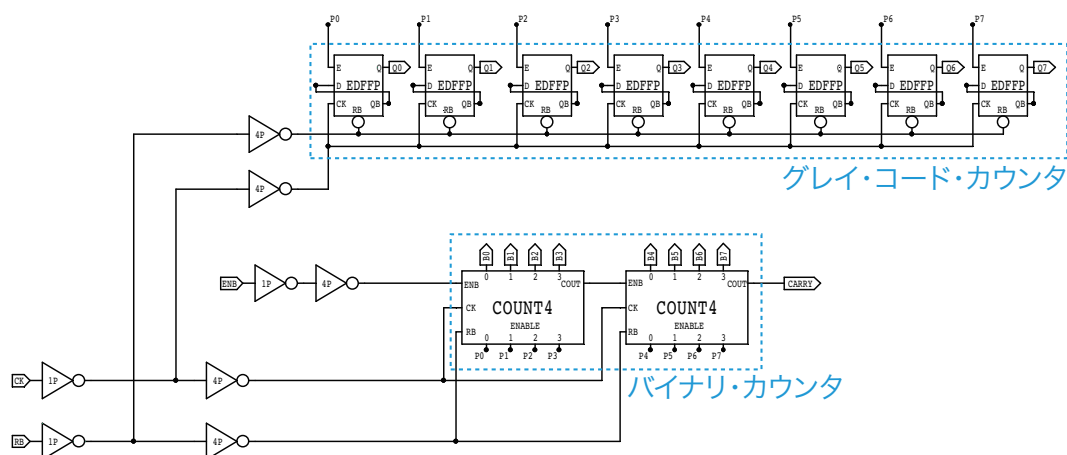 P0 P1 P2 P3 P4 P5 P6 P7
E Q Q0 E Q Q1 E Q Q2 E Q Q3 E Q Q4 E Q Q5 E Q Q6 E Q Q7
D EDFFP D EDFFP D EDFFP D EDFFP D EDFFP D EDFFP D EDFFP D EDFFP
CK QB CK QB CK QB CK QB CK QB CK QB CK QB CK QB
RB RB RB RB RB RB RB RB
4P
グレイ・コード・カウンタ
4P
B0 B1 B2 B3 B4 B5 B6 B7
0 1 2 3 0 1 2 3
ENB 1P 4P ENB COUT ENB COUT CARRY
CK COUNT4 CK COUNT4
ENABLE ENABLE
RB 0 1 2 3 RB 0 1 2 3
P0 P1 P2 P3 P4 P5 P6 P7
CK 1P 4P
バイナリ・カウンタ
RB 1P 4P